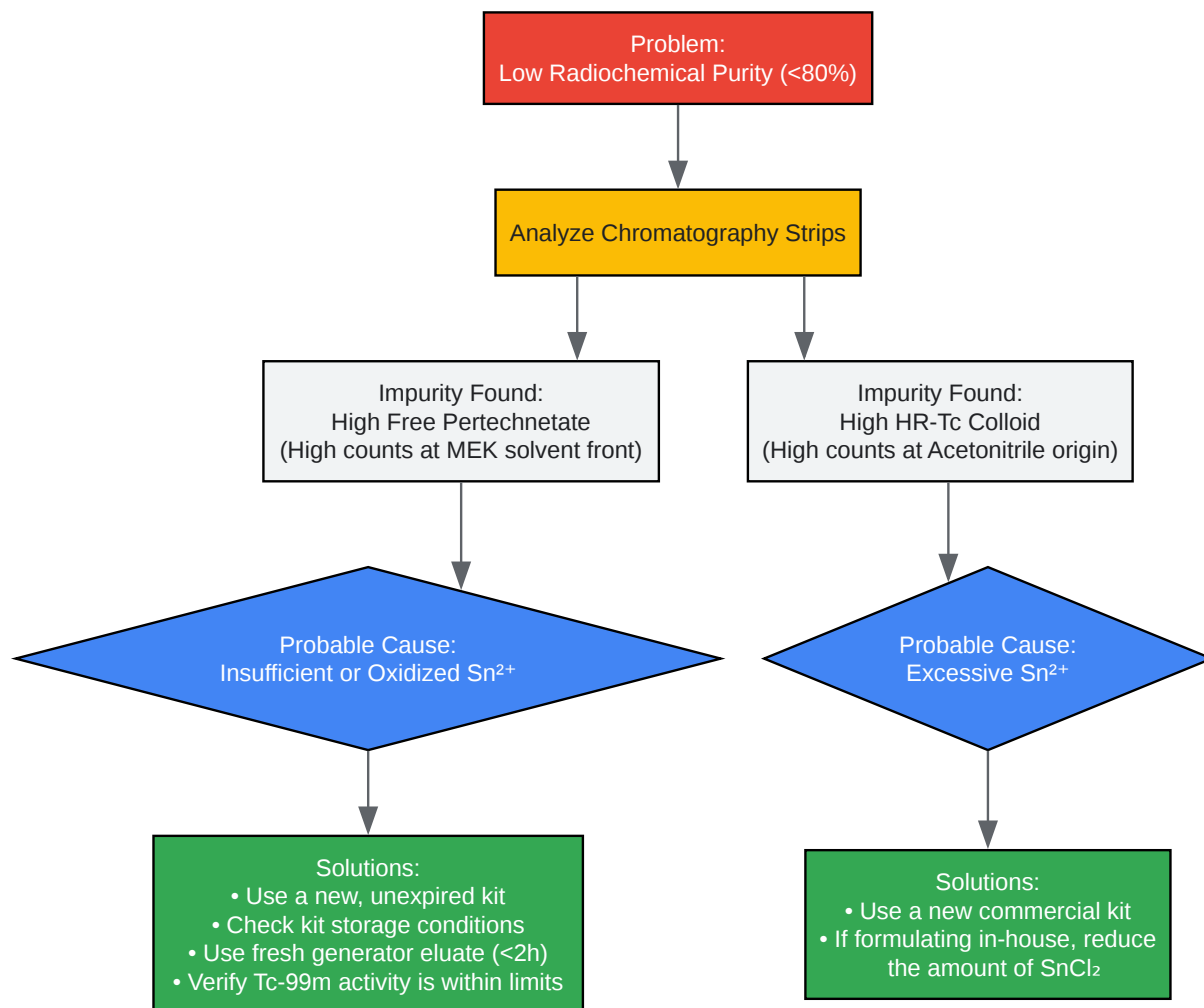 Problem:
Low Radiochemical Purity (<80%)
Analyze Chromatography Strips
Impurity Found:
High Free Pertechnetate
(High counts at MEK solvent front)
Impurity Found:
High HR-Tc Colloid
(High counts at Acetonitrile origin)
Probable Cause:
Insufficient or Oxidized Sn²⁺
Probable Cause:
Excessive Sn²⁺
Solutions:
• Use a new, unexpired kit
• Check kit storage conditions
• Use fresh generator eluate (<2h)
• Verify Tc-99m activity is within limits
Solutions:
• Use a new commercial kit
• If formulating in-house, reduce
the amount of SnCl₂